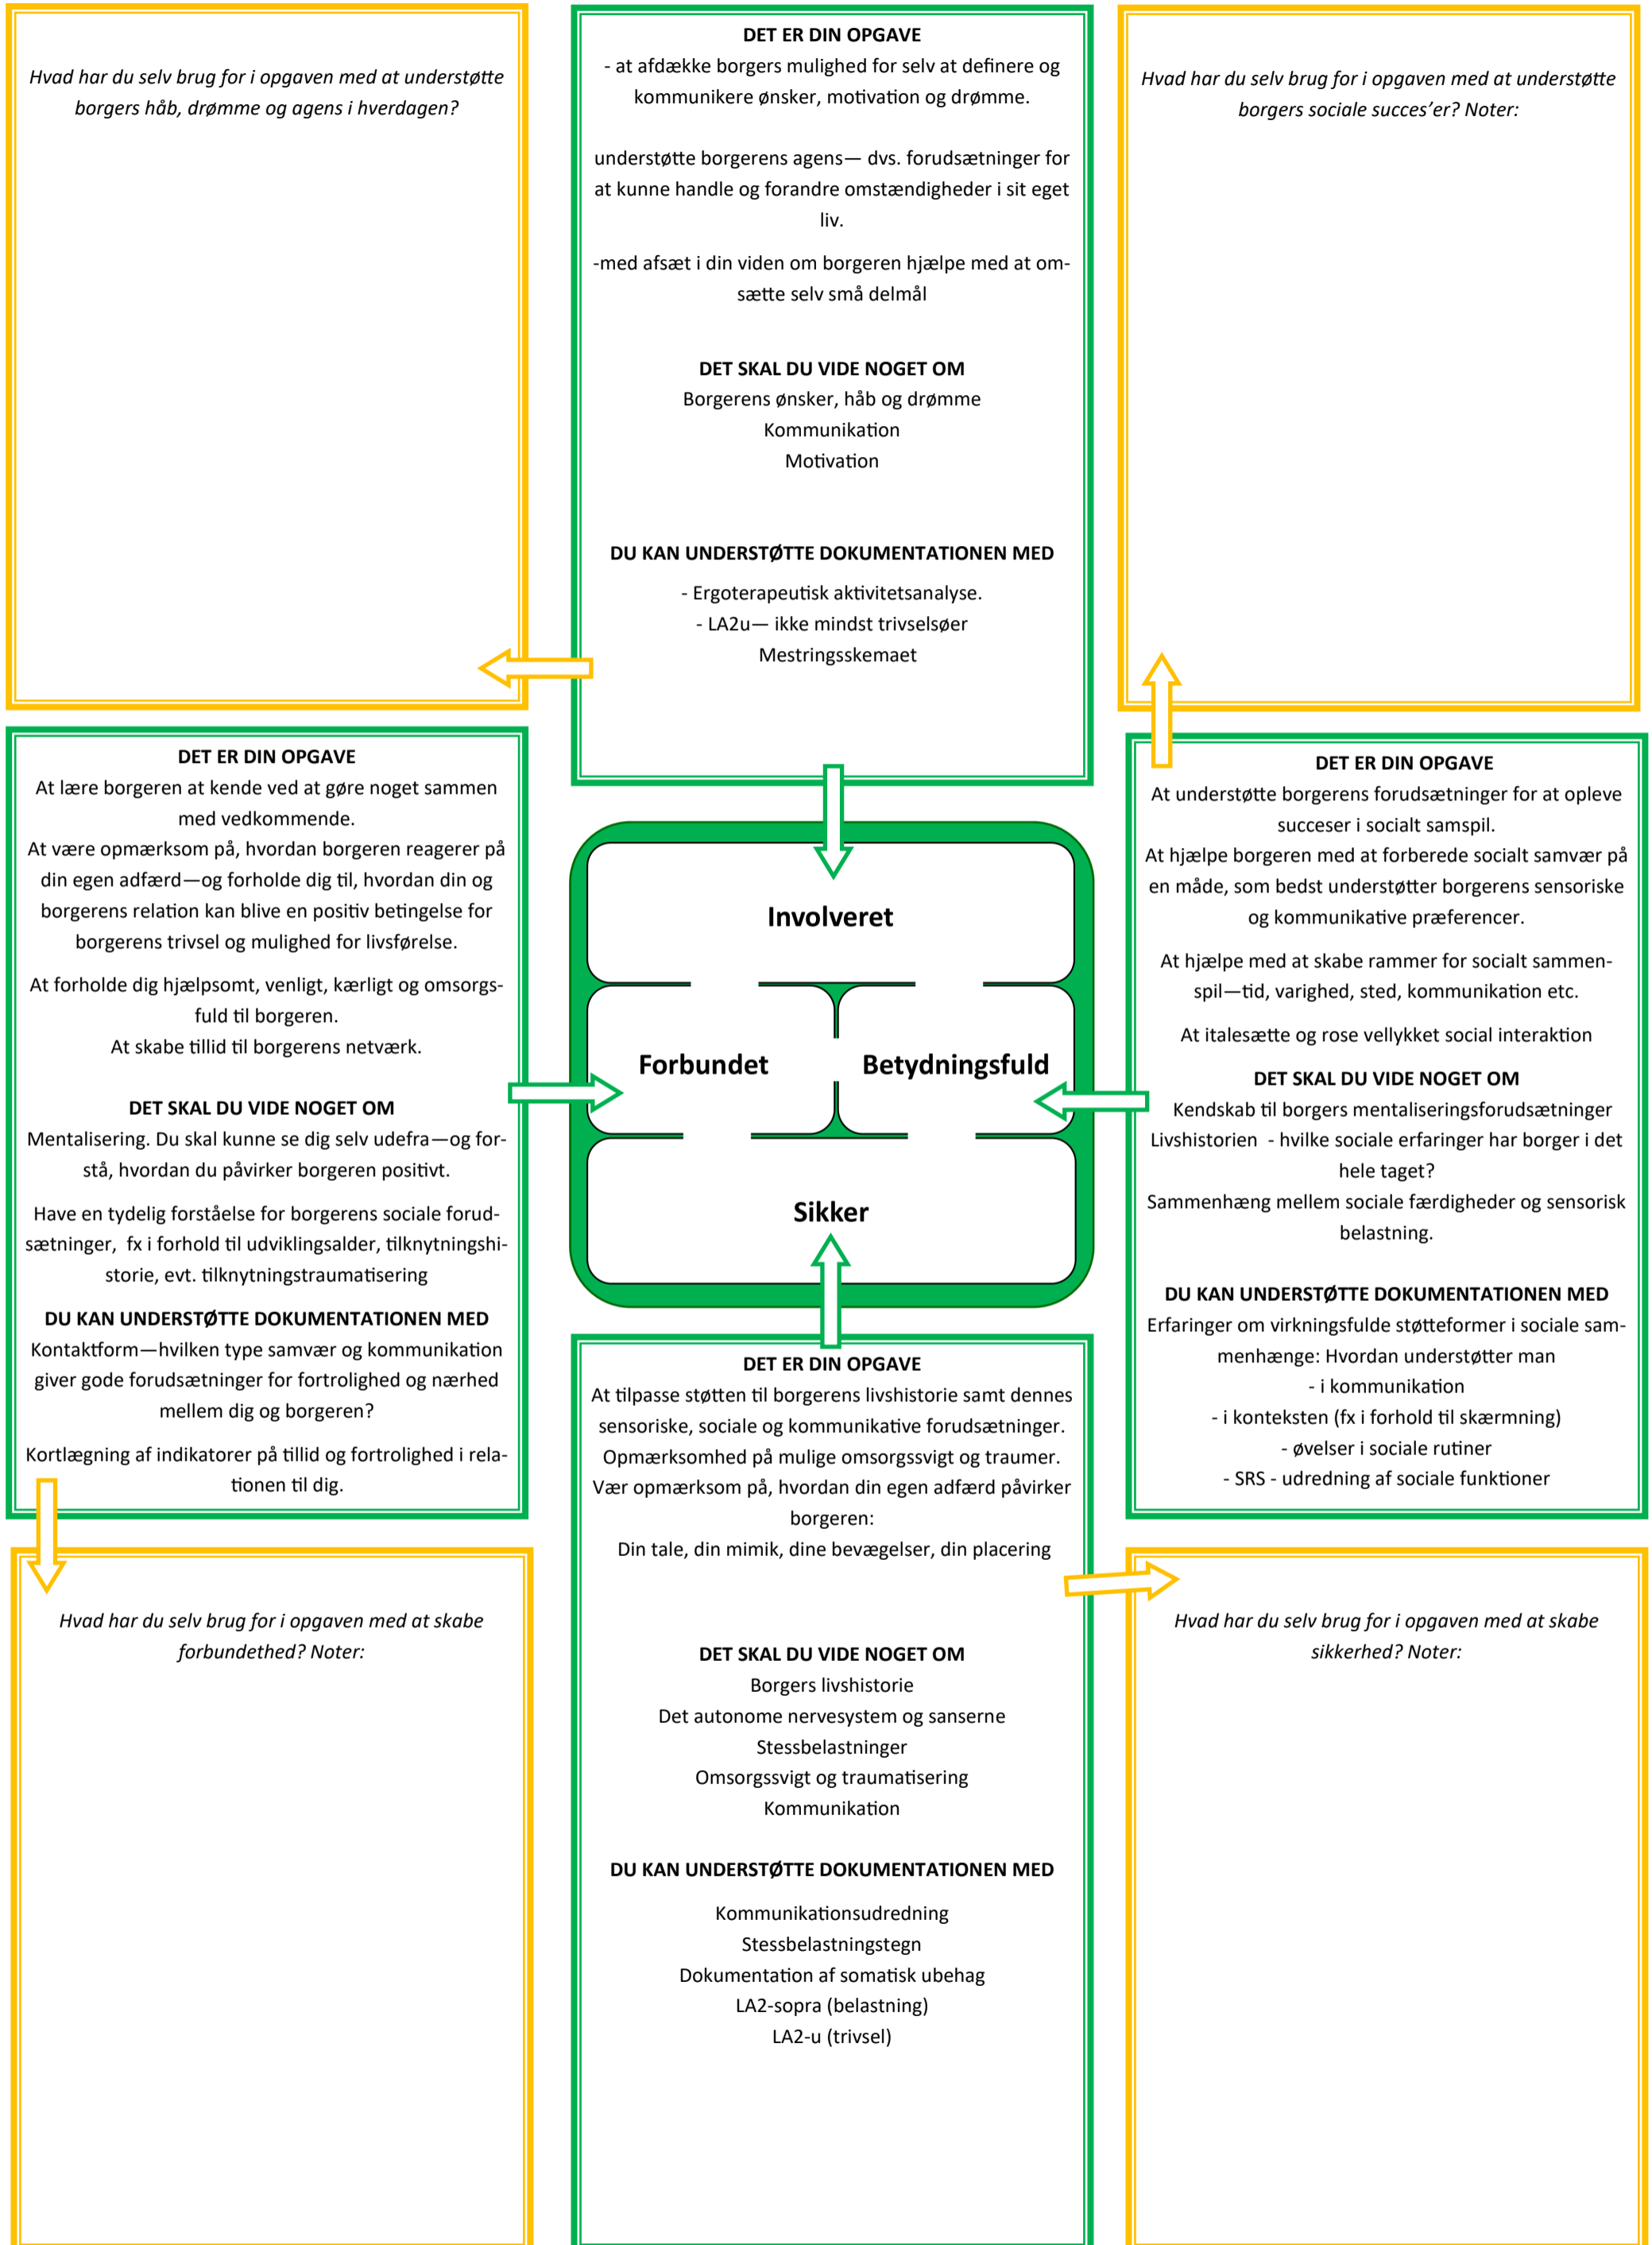 Hvad har du selv brug for i opgaven med at understøtte
borgers håb, drømme og agens i hverdagen?
DET ER DIN OPGAVE
- at afdække borgers mulighed for selv at definere og
kommunikere ønsker, motivation og drømme.
understøtte borgerens agens— dvs. forudsætninger for
at kunne handle og forandre omstændigheder i sit eget
liv.
-med afsæt i din viden om borgeren hjælpe med at om-
sætte selv små delmål
DET SKAL DU VIDE NOGET OM
Borgerens ønsker, håb og drømme
Kommunikation
Motivation
DU KAN UNDERSTØTTE DOKUMENTATIONEN MED
- Ergoterapeutisk aktivitetsanalyse.
- LA2u— ikke mindst trivselsøer
Mestringsskemaet
Hvad har du selv brug for i opgaven med at understøtte
borgers sociale succes’er? Noter:
DET ER DIN OPGAVE
At lære borgeren at kende ved at gøre noget sammen
med vedkommende.
At være opmærksom på, hvordan borgeren reagerer på
din egen adfærd—og forholde dig til, hvordan din og
borgerens relation kan blive en positiv betingelse for
borgerens trivsel og mulighed for livsførelse.
At forholde dig hjælpsomt, venligt, kærligt og omsorgs-
fuld til borgeren.
At skabe tillid til borgerens netværk.
DET SKAL DU VIDE NOGET OM
Mentalisering. Du skal kunne se dig selv udefra—og for-
stå, hvordan du påvirker borgeren positivt.
Have en tydelig forståelse for borgerens sociale forud-
sætninger, fx i forhold til udviklingsalder, tilknytningshi-
storie, evt. tilknytningstraumatisering
DU KAN UNDERSTØTTE DOKUMENTATIONEN MED
Kontaktform—hvilken type samvær og kommunikation
giver gode forudsætninger for fortrolighed og nærhed
mellem dig og borgeren?
Kortlægning af indikatorer på tillid og fortrolighed i rela-
tionen til dig.
Involveret
Forbundet
Betydningsfuld
Sikker
DET ER DIN OPGAVE
At understøtte borgerens forudsætninger for at opleve
succeser i socialt samspil.
At hjælpe borgeren med at forberede socialt samvær på
en måde, som bedst understøtter borgerens sensoriske
og kommunikative præferencer.
At hjælpe med at skabe rammer for socialt sammen-
spil—tid, varighed, sted, kommunikation etc.
At italesætte og rose vellykket social interaktion
DET SKAL DU VIDE NOGET OM
Kendskab til borgers mentaliseringsforudsætninger
Livshistorien - hvilke sociale erfaringer har borger i det
hele taget?
Sammenhæng mellem sociale færdigheder og sensorisk
belastning.
DU KAN UNDERSTØTTE DOKUMENTATIONEN MED
Erfaringer om virkningsfulde støtteformer i sociale sam-
menhænge: Hvordan understøtter man
- i kommunikation
- i konteksten (fx i forhold til skærmning)
- øvelser i sociale rutiner
- SRS - udredning af sociale funktioner
Hvad har du selv brug for i opgaven med at skabe
forbundethed? Noter:
DET ER DIN OPGAVE
At tilpasse støtten til borgerens livshistorie samt dennes
sensoriske, sociale og kommunikative forudsætninger.
Opmærksomhed på mulige omsorgssvigt og traumer.
Vær opmærksom på, hvordan din egen adfærd påvirker
borgeren:
Din tale, din mimik, dine bevægelser, din placering
DET SKAL DU VIDE NOGET OM
Borgers livshistorie
Det autonome nervesystem og sanserne
Stessbelastninger
Omsorgssvigt og traumatisering
Kommunikation
DU KAN UNDERSTØTTE DOKUMENTATIONEN MED
Kommunikationsudredning
Stessbelastningstegn
Dokumentation af somatisk ubehag
LA2-sopra (belastning)
LA2-u (trivsel)
Hvad har du selv brug for i opgaven med at skabe
sikkerhed? Noter: